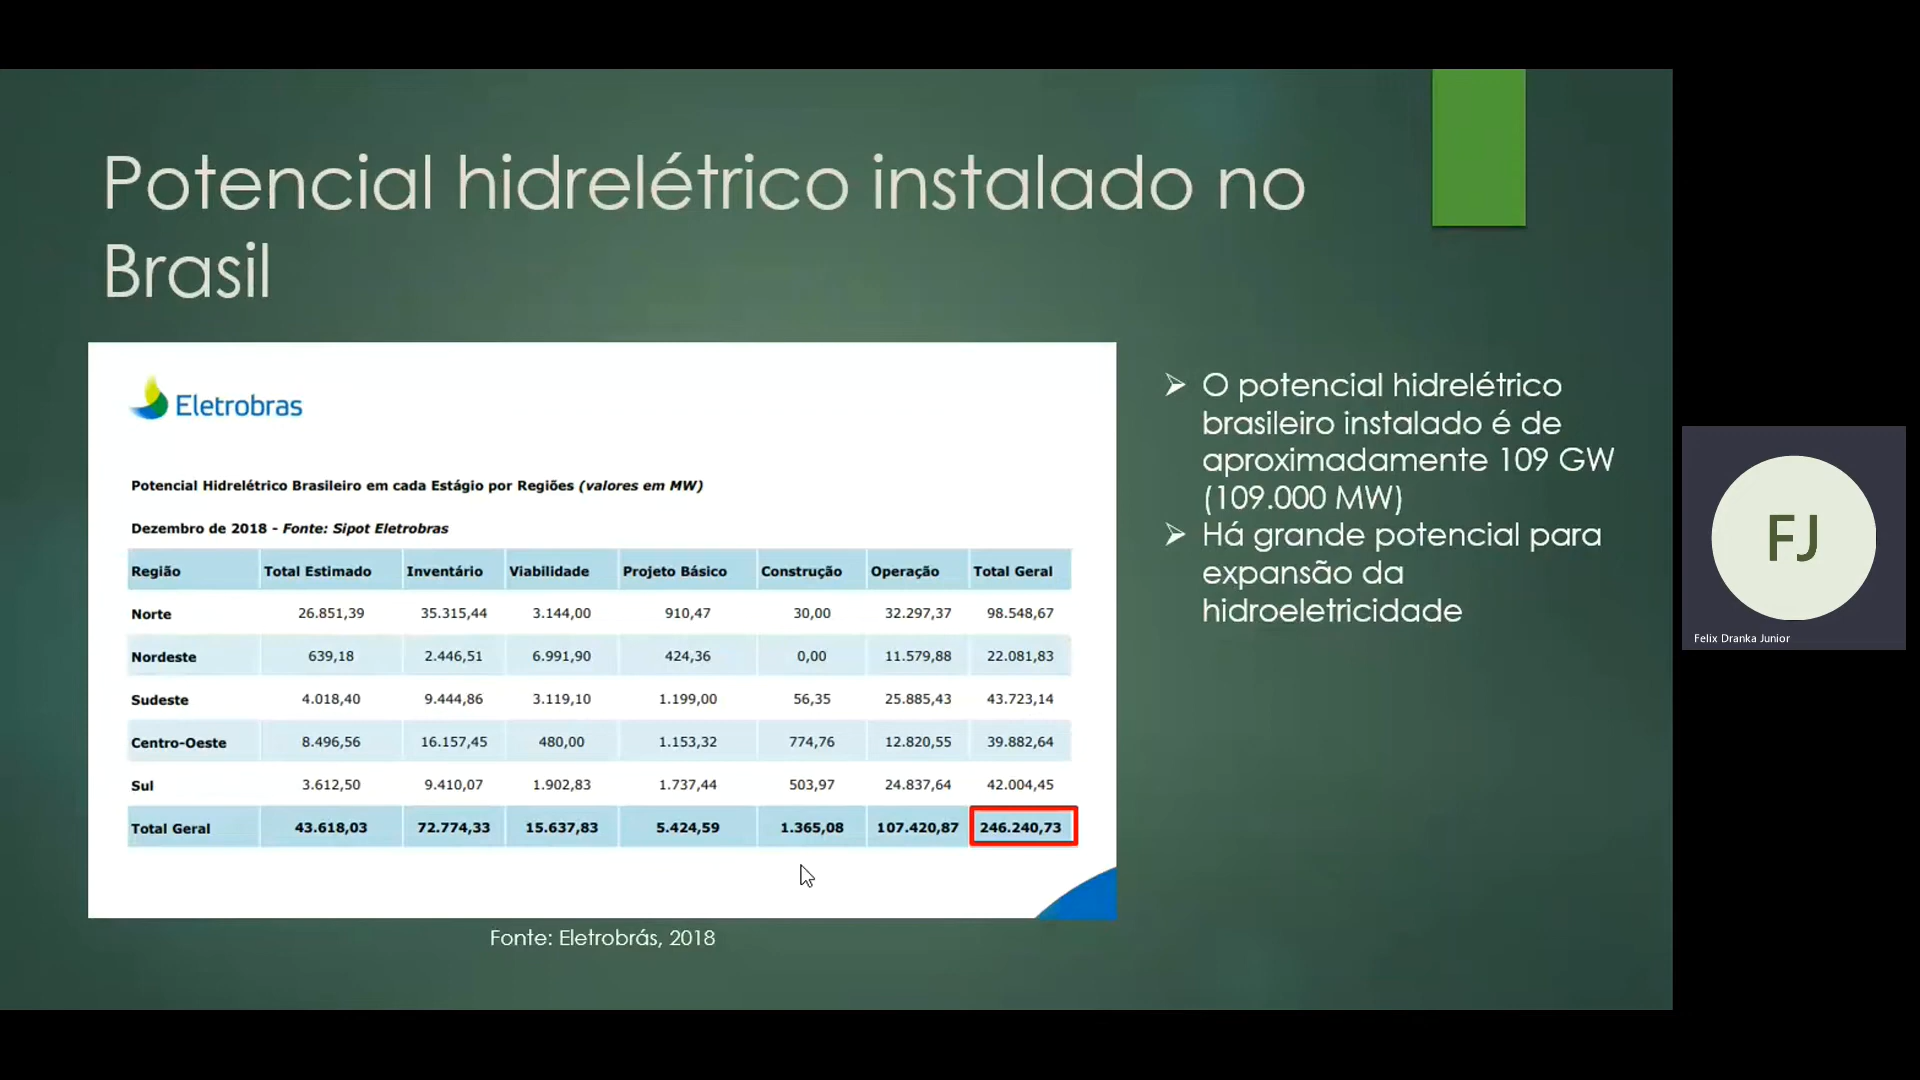 Potencial hidrelétrico instalado no
Brasil
Eletrobras
Potencial Hidrelétrico Brasileiro em cada Estágio por Regiões (valores em MW)
Dezembro de 2018 - Fonte: Sipot Eletrobras
Região Total Estimado Inventário Viabilidade Projeto Básico Construção Operação Total Geral
Norte 26.851,39 35.315,44 3.144,00 910,47 30,00 32.297,37 98.548,67
Nordeste 639,18 2.446,51 6.991,90 424,36 0,00 11.579,88 22.081,83
Sudeste 4.018,40 9.444,86 3.119,10 1.199,00 56,35 25.885,43 43.723,14
Centro-Oeste 8.496,56 16.157,45 480,00 1.153,32 774,76 12.820,55 39.882,64
Sul 3.612,50 9.410,07 1.902,83 1.737,44 503,97 24.837,64 42.004,45
Total Geral 43.618,03 72.774,33 15.637,83 5.424,59 1.365,08 107.420,87 246.240,73
Fonte: Eletrobrás, 2018
➢ O potencial hidrelétrico
brasileiro instalado é de
aproximadamente 109 GW
(109.000 MW)
➢ Há grande potencial para
expansão da
hidroeletricidade
FJ
Felix Dranka Junior